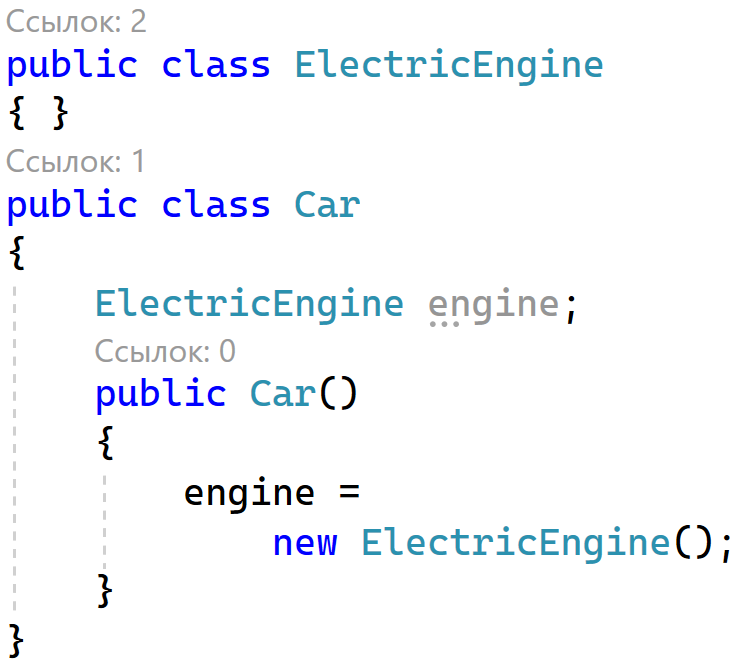 Ссылок: 2
public class ElectricEngine
{ }
Ссылок: 1
public class Car
{
ElectricEngine engine;
Ссылок: 0
public Car()
{
engine =
new ElectricEngine();
}
}